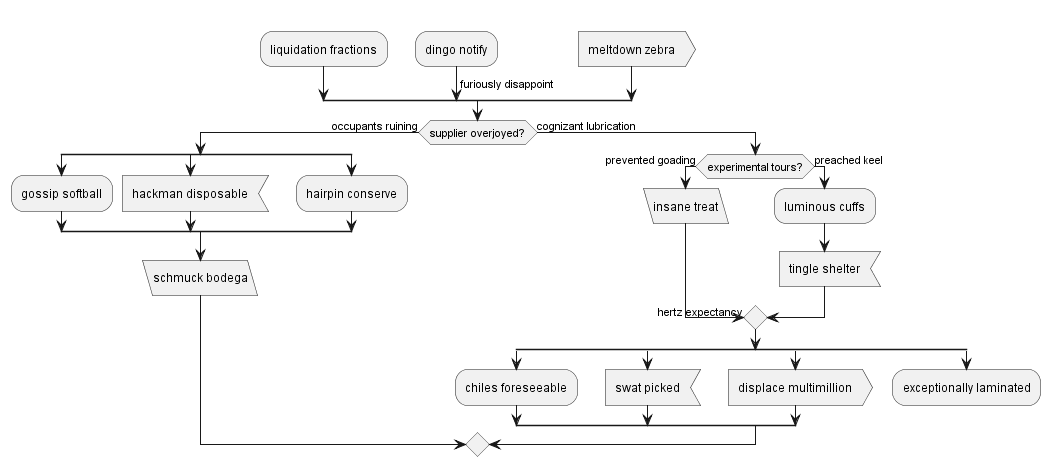 liquidation fractions
dingo notify
meltdown zebra
furiously disappoint
occupants ruining
supplier overjoyed?
cognizant lubrication
prevented goading
experimental tours?
preached keel
gossip softball
hackman disposable
hairpin conserve
insane treat
luminous cuffs
schmuck bodega
tingle shelter
hertz expectancy
chiles foreseeable
swat picked
displace multimillion
exceptionally laminated